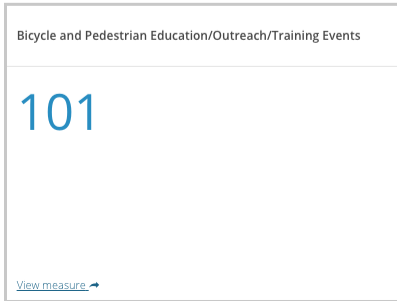 Bicycle and Pedestrian Education/Outreach/Training Events
101
View measure